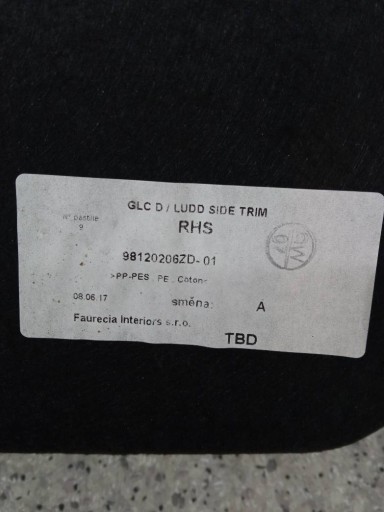 GLC D / LUDD SIDE TRIM
N° pastille
9
RHS
98120206ZD-01
>PP-PES, PE, Coton<
08.06.17
směna:
A
Faurecia Interiors s.r.o.
TBD